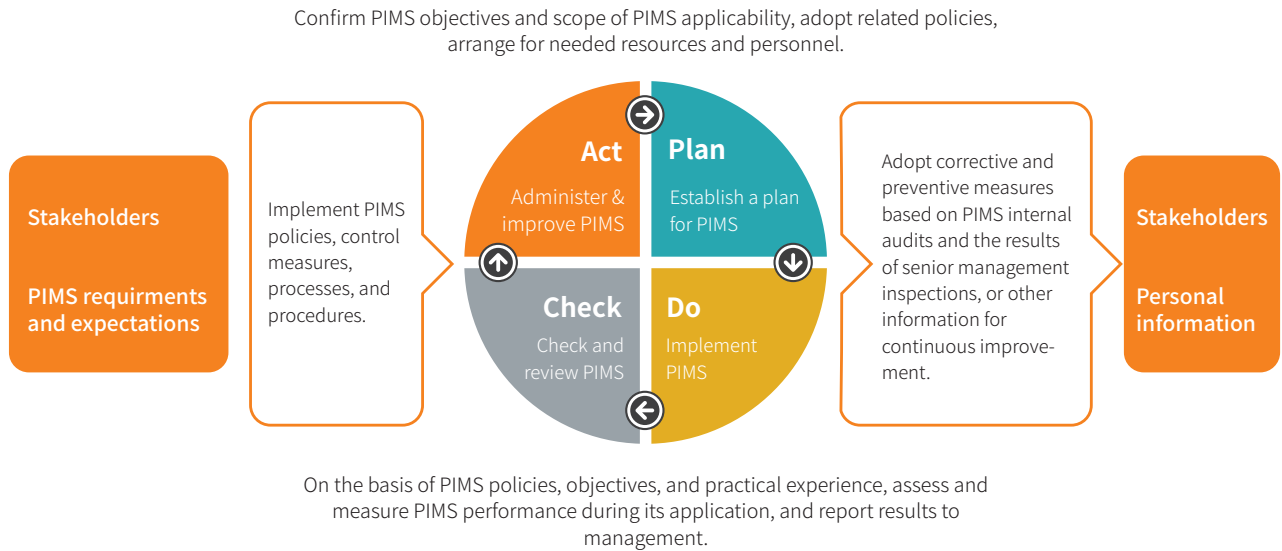 Confirm PIMS objectives and scope of PIMS applicability, adopt related policies,
arrange for needed resources and personnel.
Stakeholders
PIMS requirments
and expectations
Implement PIMS
policies, control
measures,
processes, and
procedures.
Act
Administer &
improve PIMS
Plan
Establish a plan
for PIMS
Check
Check and
review PIMS
Do
Implement
PIMS
Adopt corrective and
preventive measures
based on PIMS internal
audits and the results
of senior management
inspections, or other
information for
continuous improve-
ment.
Stakeholders
Personal
information
On the basis of PIMS policies, objectives, and practical experience, assess and
measure PIMS performance during its application, and report results to
management.